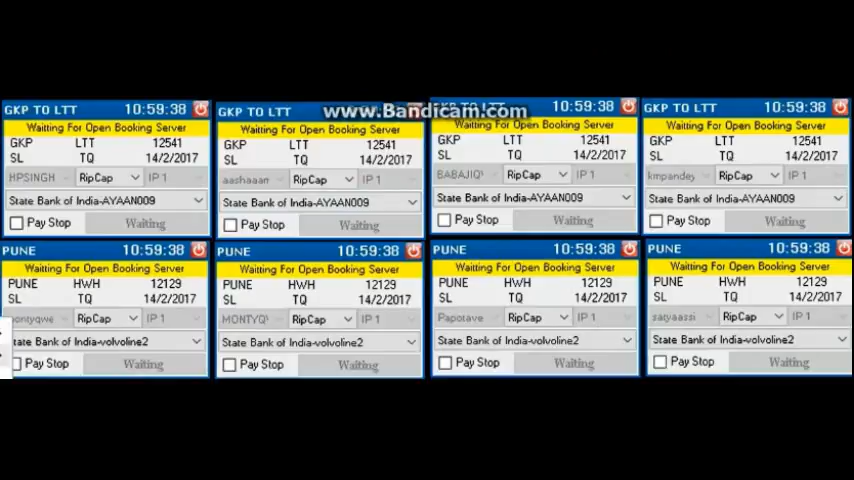 www.Bandicam.com
GKP TO LTT 10:59:38
Waitting For Open Booking Server
GKP LTT 12541
SL TQ 14/2/2017
HPSINGH RipCap IP 1
State Bank of India-AYAAN009
Pay Stop Waiting
GKP TO LTT
Waitting For Open Booking Server
GKP LTT 12541
SL TQ 14/2/2017
aashaaarr RipCap IP 1
State Bank of India-AYAAN009
Pay Stop Waiting
GKP TO LTT 10:59:38
Waitting For Open Booking Server
GKP LTT 12541
SL TQ 14/2/2017
BABAJIQ RipCap IP 1
State Bank of India-AYAAN009
Pay Stop Waiting
GKP TO LTT 10:59:38
Waitting For Open Booking Server
GKP LTT 12541
SL TQ 14/2/2017
kmpandey RipCap IP 1
State Bank of India-AYAAN009
Pay Stop Waiting
PUNE 10:59:38
Waitting For Open Booking Server
PUNE HWH 12129
SL TQ 14/2/2017
montyqwe RipCap IP 1
State Bank of India-volvoline2
Pay Stop Waiting
PUNE 10:59:38
Waitting For Open Booking Server
PUNE HWH 12129
SL TQ 14/2/2017
MONTYQ RipCap IP 1
State Bank of India-volvoline2
Pay Stop Waiting
PUNE 10:59:38
Waitting For Open Booking Server
PUNE HWH 12129
SL TQ 14/2/2017
Papotave RipCap IP 1
State Bank of India-volvoline2
Pay Stop Waiting
PUNE 10:59:38
Waitting For Open Booking Server
PUNE HWH 12129
SL TQ 14/2/2017
satyaassi RipCap IP 1
State Bank of India-volvoline2
Pay Stop Waiting